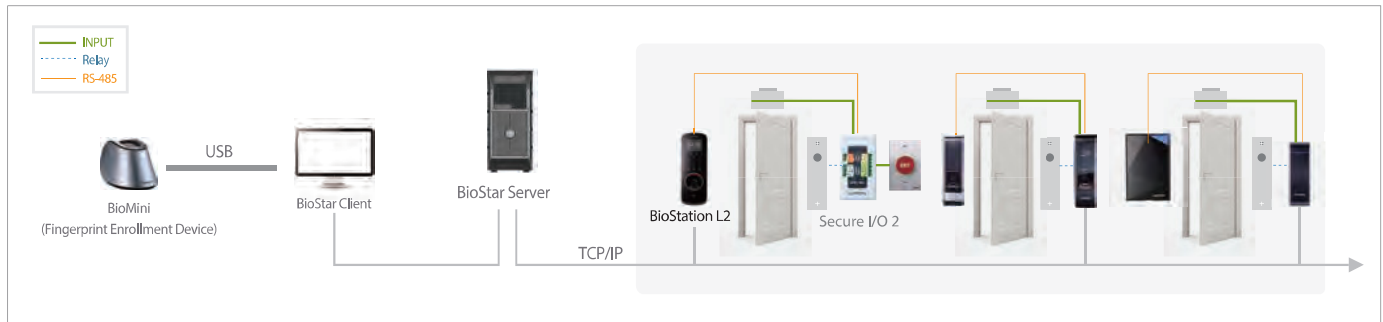 INPUT
Relay
RS-485
USB
BioMini
(Fingerprint Enrollment Device)
BioStar Client
BioStar Server
TCP/IP
BioStation L2
Secure I/O 2
EXIT